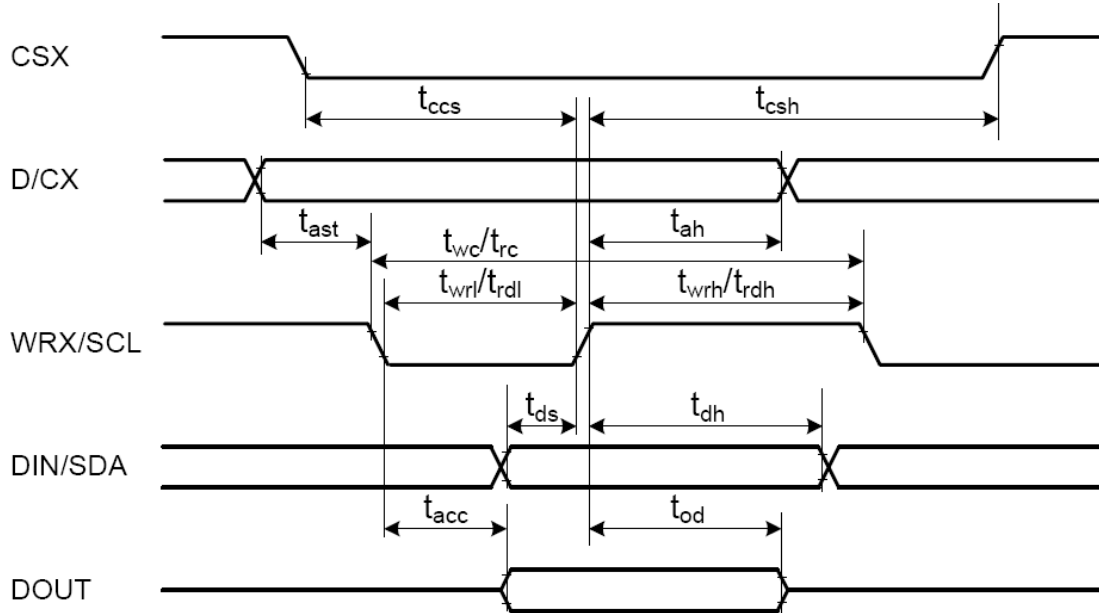 CSX
tccs
tcsh
D/CX
tast
tah
twc/trc
twrl/trdl
twrh/trdh
WRX/SCL
tds
tdh
DIN/SDA
tacc
tod
DOUT